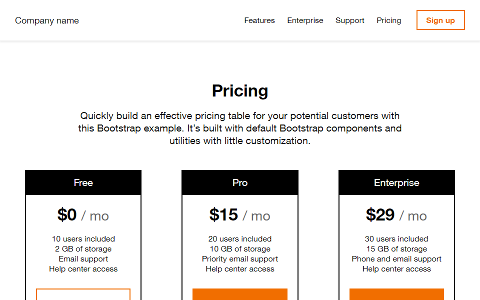 Company name
Features Enterprise Support Pricing Sign up
Pricing
Quickly build an effective pricing table for your potential customers with
this Bootstrap example. It's built with default Bootstrap components and
utilities with little customization.
Free
$0 / mo
10 users included
2 GB of storage
Email support
Help center access
Pro
$15 / mo
20 users included
10 GB of storage
Priority email support
Help center access
Enterprise
$29 / mo
30 users included
15 GB of storage
Phone and email support
Help center access